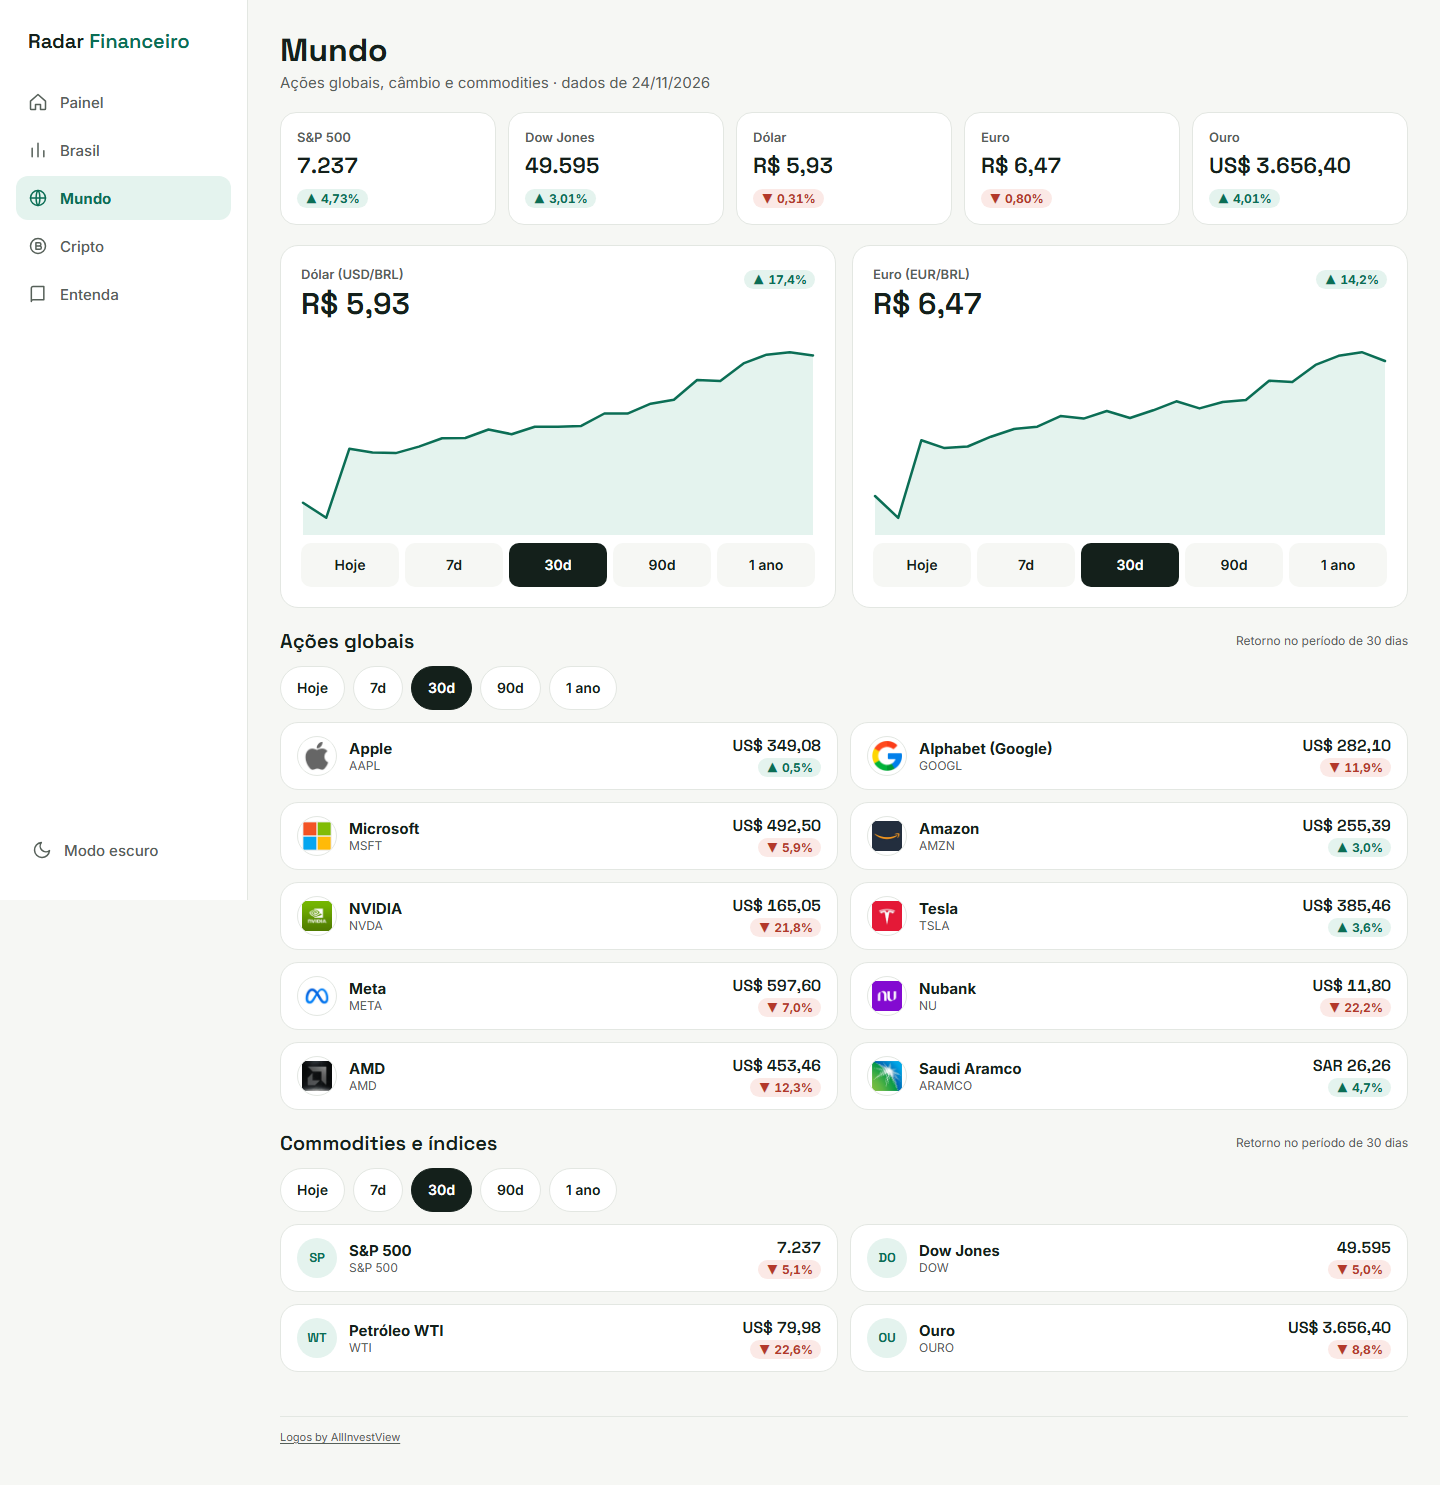 Radar Financeiro
Painel
Brasil
Mundo
Cripto
Entenda
Modo escuro
Mundo
Ações globais, câmbio e commodities · dados de 24/11/2026
S&P 500
7.237
▲ 4,73%
Dow Jones
49.595
▲ 3,01%
Dólar
R$ 5,93
▼ 0,31%
Euro
R$ 6,47
▼ 0,80%
Ouro
US$ 3.656,40
▲ 4,01%
Dólar (USD/BRL)
R$ 5,93
▲ 17,4%
Hoje
7d
30d
90d
1 ano
Euro (EUR/BRL)
R$ 6,47
▲ 14,2%
Hoje
7d
30d
90d
1 ano
Ações globais
Retorno no período de 30 dias
Hoje
7d
30d
90d
1 ano
Apple
AAPL
US$ 349,08
▲ 0,5%
Alphabet (Google)
GOOGL
US$ 282,10
▼ 11,9%
Microsoft
MSFT
US$ 492,50
▼ 5,9%
Amazon
AMZN
US$ 255,39
▲ 3,0%
NVIDIA
NVIDIA
NVDA
US$ 165,05
▼ 21,8%
Tesla
TSLA
US$ 385,46
▲ 3,6%
Meta
META
US$ 597,60
▼ 7,0%
nu
Nubank
NU
US$ 11,80
▼ 22,2%
AMD
AMD
US$ 453,46
▼ 12,3%
Saudi Aramco
ARAMCO
SAR 26,26
▲ 4,7%
Commodities e índices
Retorno no período de 30 dias
Hoje
7d
30d
90d
1 ano
SP
S&P 500
S&P 500
7.237
▼ 5,1%
DO
Dow Jones
DOW
49.595
▼ 5,0%
WT
Petróleo WTI
WTI
US$ 79,98
▼ 22,6%
OU
Ouro
OURO
US$ 3.656,40
▼ 8,8%
Logos by AllInvestView